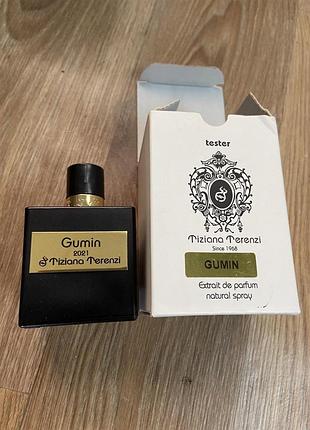 Gumin
2021
Tiziana Terenzi
tester
Tiziana Terenzi
Since 1968
GUMIN
Extrait de parfum
natural spray